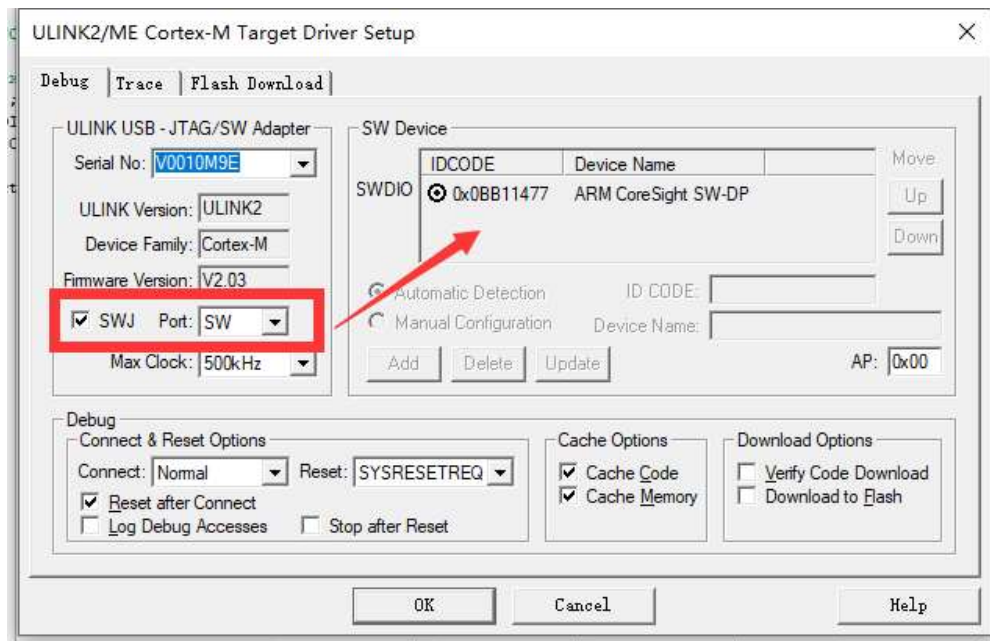 ULINK2/ME Cortex-M Target Driver Setup
Debug Trace Flash Download
ULINK USB - JTAG/SW Adapter
Serial No: V0010M9E
ULINK Version: ULINK2
Device Family: Cortex-M
Firmware Version: V2.03
SWJ Port: SW
Max Clock: 500kHz
SW Device
IDCODE Device Name
SWDIO 0x0BB11477 ARM CoreSight SW-DP
Move
Up
Down
Automatic Detection ID CODE:
Manual Configuration Device Name:
Add Delete Update AP: 0x00
Debug
Connect & Reset Options
Connect: Normal Reset: SYSRESETREQ
Reset after Connect
Log Debug Accesses Stop after Reset
Cache Options
Cache Code
Cache Memory
Download Options
Verify Code Download
Download to Flash
OK Cancel Help